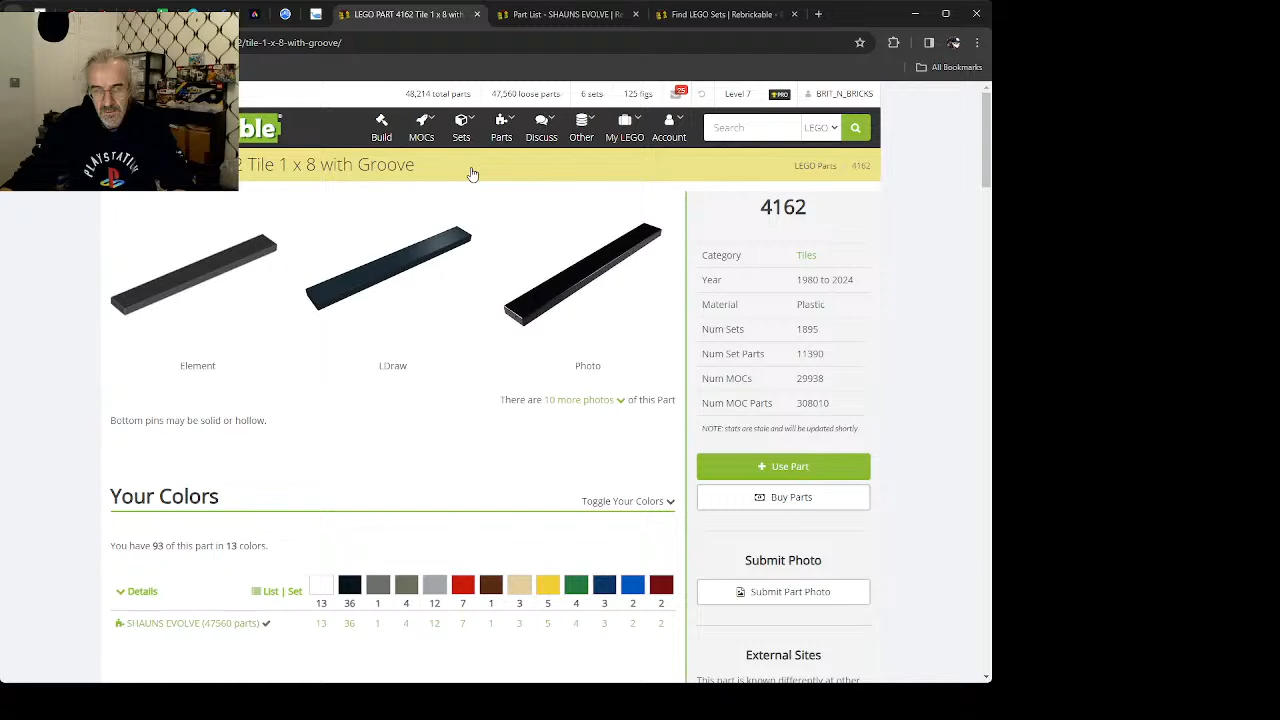 LEGO PART 4162 Tile 1 x 8 with
Part List - SHAUNS EVOLVE | Re
Find LEGO Sets | Rebrickable -
2/tile-1-x-8-with-groove/
All Bookmarks
48,214 total parts 47,560 loose parts 6 sets 125 figs 25 Level 7 PRO BRIT_N_BRICKS
ble
Build MOCs Sets Parts Discuss Other My LEGO Account Search LEGO
2 Tile 1 x 8 with Groove LEGO Parts 4162
PLAYSTATION
4162
Category Tiles
Year 1980 to 2024
Material Plastic
Num Sets 1895
Num Set Parts 11390
Num MOCs 29938
Num MOC Parts 308010
NOTE: stats are stale and will be updated shortly.
Element LDraw Photo
There are 10 more photos of this Part
Bottom pins may be solid or hollow.
Use Part
Buy Parts
Your Colors Toggle Your Colors
You have 93 of this part in 13 colors.
Details List | Set
13 36 1 4 12 7 1 3 5 4 3 2 2
SHAUNS EVOLVE (47560 parts) 13 36 1 4 12 7 1 3 5 4 3 2 2
Submit Photo
Submit Part Photo
External Sites
This part is known differently at other